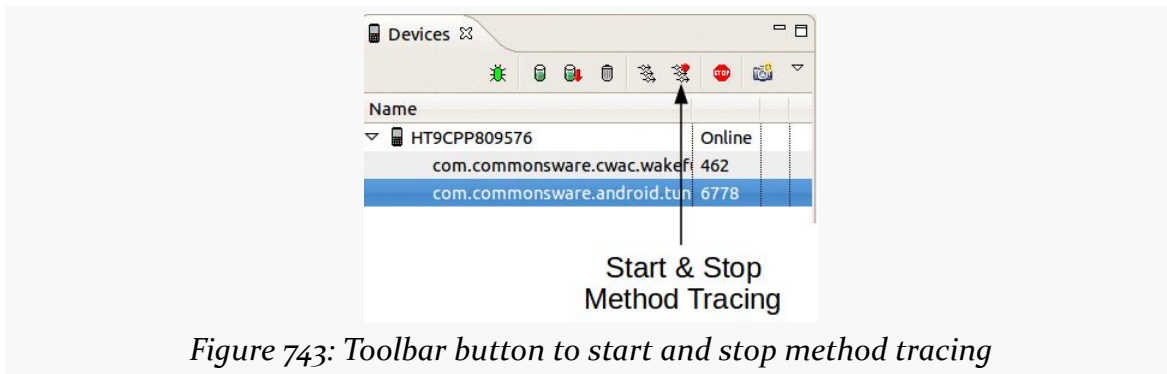 Devices
Name
HT9CPP809576 Online
com.commonsware.cwac.wakef 462
com.commonsware.android.tun 6778
Start & Stop
Method Tracing
Figure 743: Toolbar button to start and stop method tracing